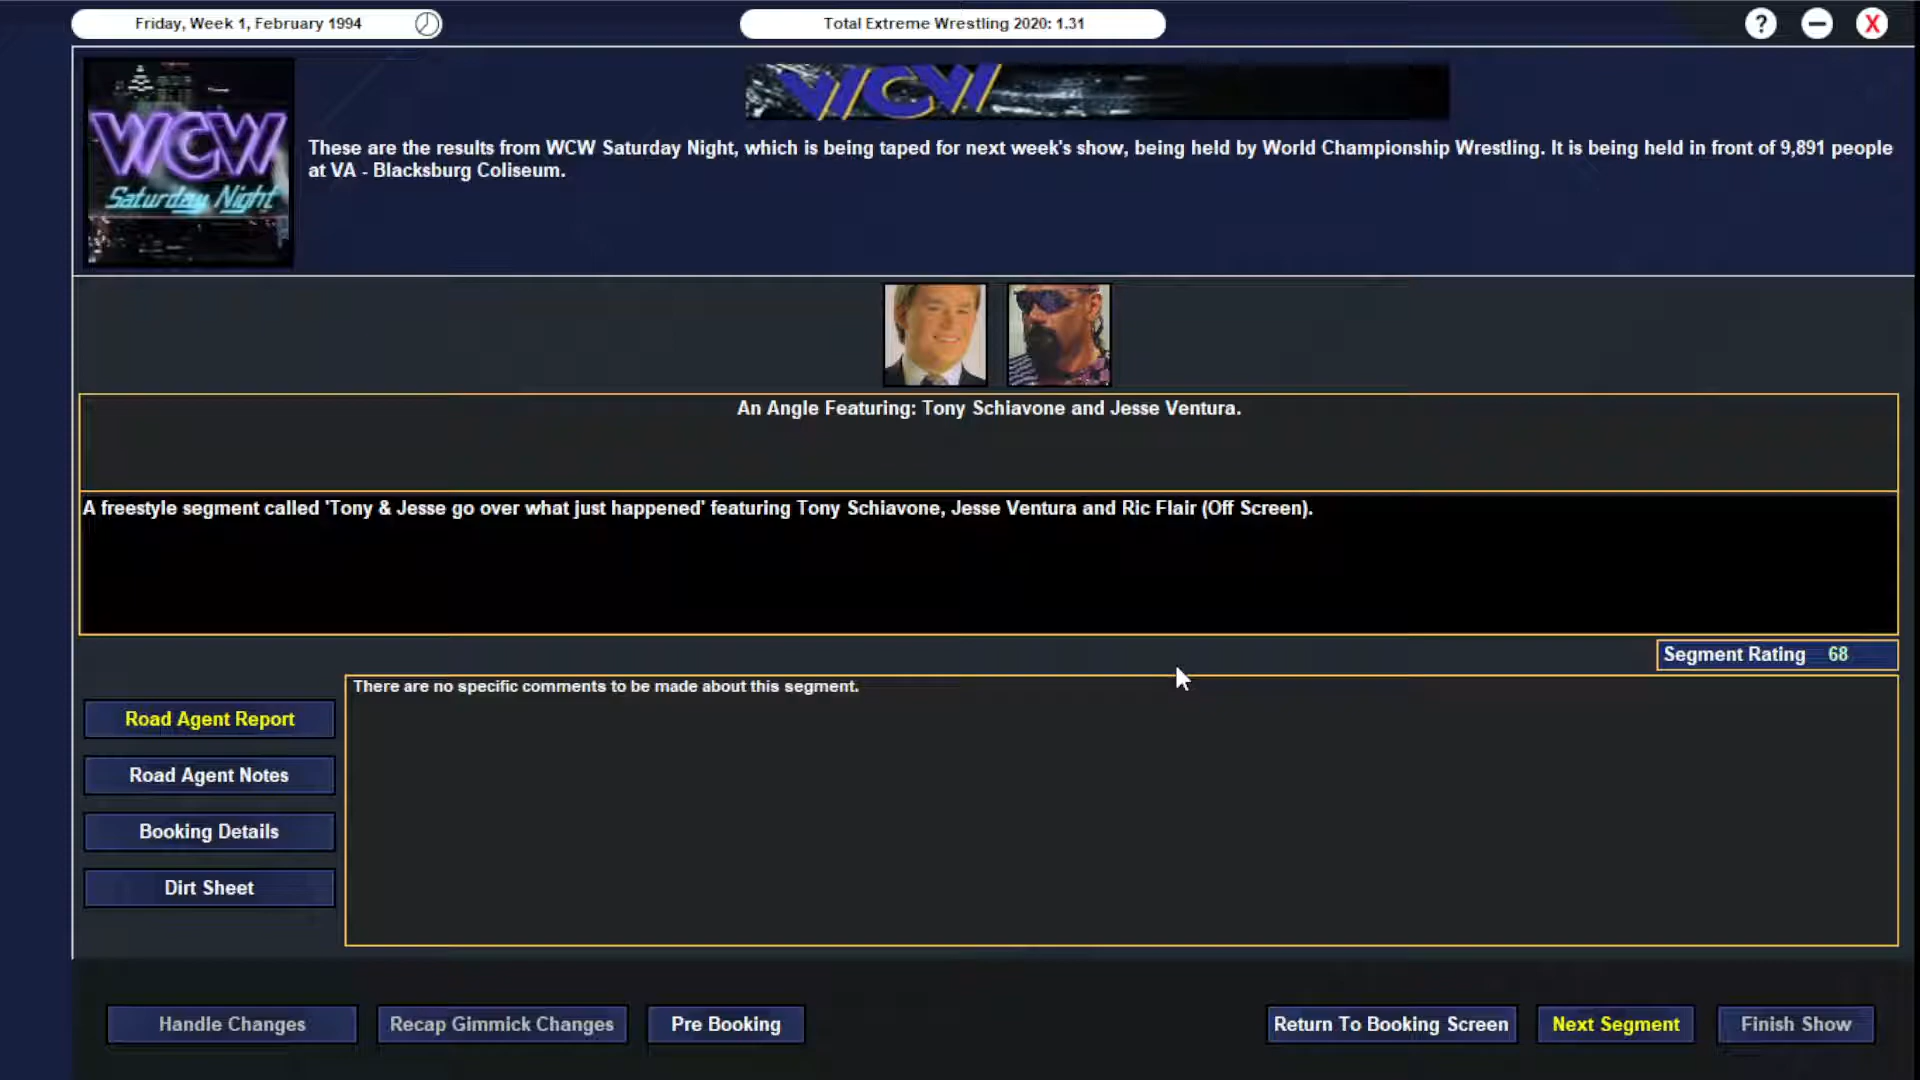 Friday, Week 1, February 1994
Total Extreme Wrestling 2020: 1.31
?
X
WCW
Saturday Night
WCW
These are the results from WCW Saturday Night, which is being taped for next week's show, being held by World Championship Wrestling. It is being held in front of 9,891 people
at VA - Blacksburg Coliseum.
An Angle Featuring: Tony Schiavone and Jesse Ventura.
A freestyle segment called 'Tony & Jesse go over what just happened' featuring Tony Schiavone, Jesse Ventura and Ric Flair (Off Screen).
Segment Rating 68
There are no specific comments to be made about this segment.
Road Agent Report
Road Agent Notes
Booking Details
Dirt Sheet
Handle Changes
Recap Gimmick Changes
Pre Booking
Return To Booking Screen
Next Segment
Finish Show